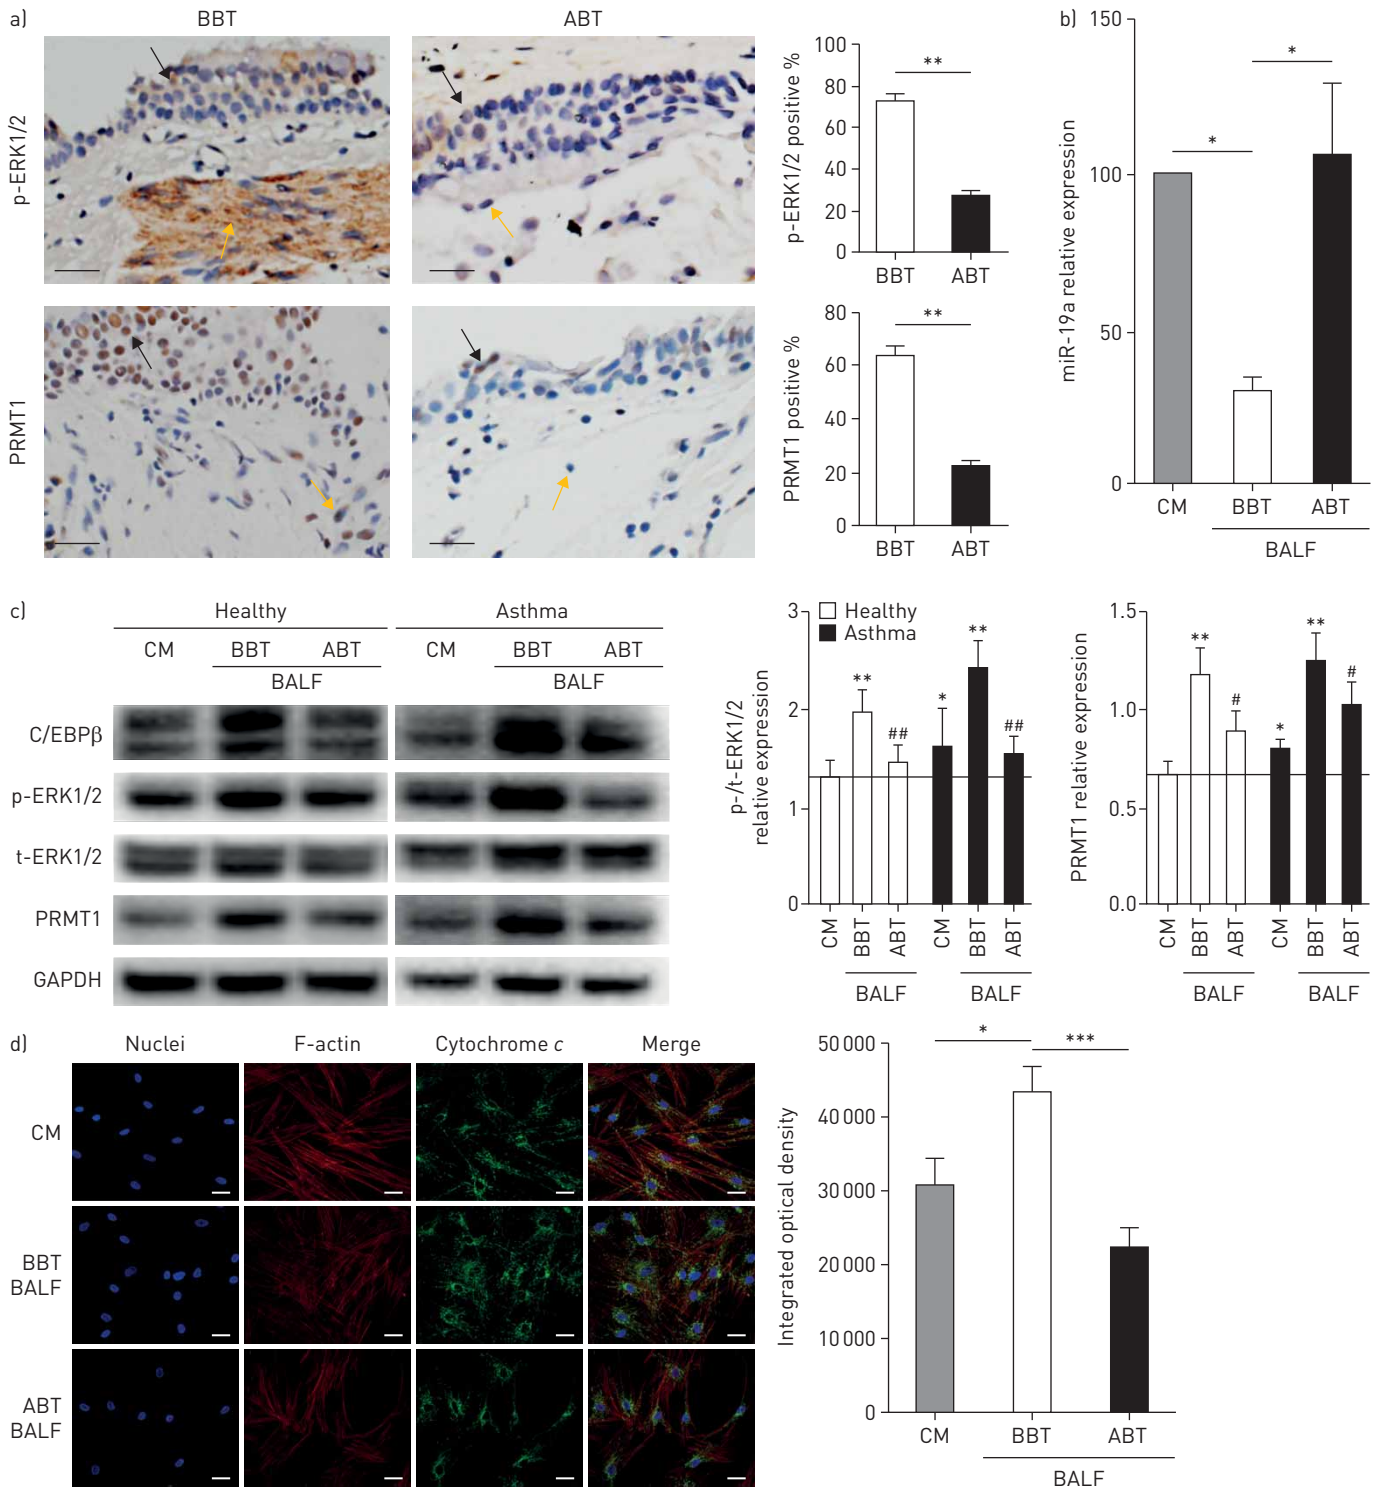 a)
BBT
ABT
p-ERK1/2
PRMT1
100
80
60
40
20
0
p-ERK1/2 positive %
**
BBT
ABT
80
60
40
20
0
PRMT1 positive %
**
BBT
ABT
b)
150
100
50
0
miR-19a relative expression
*
*
CM
BBT
ABT
BALF
c)
Healthy
Asthma
CM
BBT
ABT
CM
BBT
ABT
BALF
BALF
C/EBPβ
p-ERK1/2
t-ERK1/2
PRMT1
GAPDH
3
2
1
0
p-/t-ERK1/2
relative expression
Healthy
Asthma
**
##
*
**
##
CM
BBT
ABT
CM
BBT
ABT
BALF
BALF
1.5
1.0
0.5
0.0
PRMT1 relative expression
**
#
*
**
#
CM
BBT
ABT
CM
BBT
ABT
BALF
BALF
d)
Nuclei
F-actin
Cytochrome c
Merge
CM
BBT
BALF
ABT
BALF
50 000
40 000
30 000
20 000
10 000
0
Integrated optical density
*
***
CM
BBT
ABT
BALF